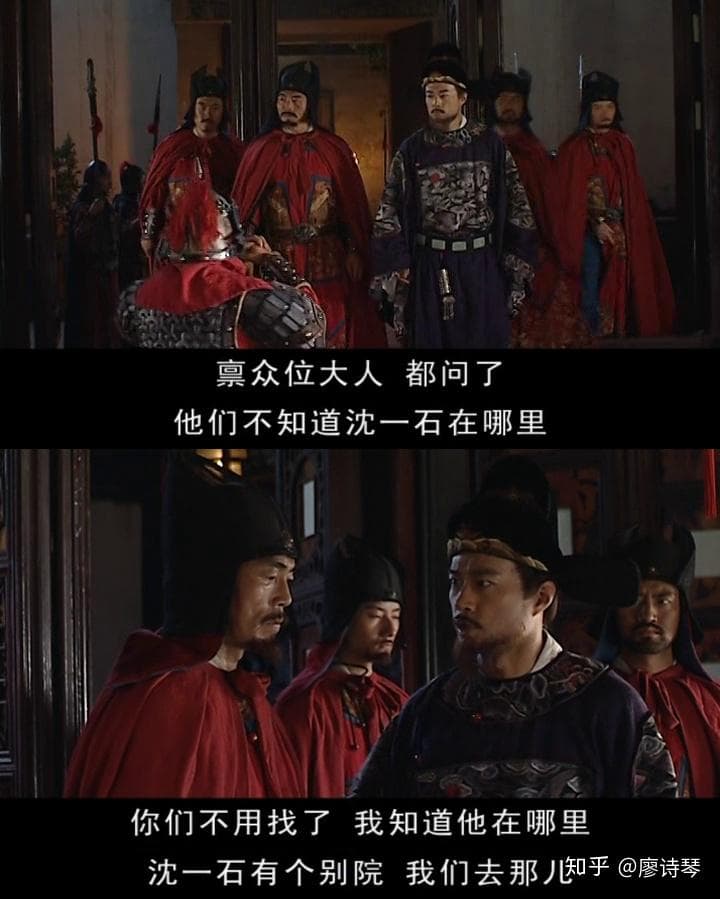 禀众位大人 都问了
他们不知道沈一石在哪里
你们不用找了 我知道他在哪里
沈一石有个别院 我们去那儿
知乎 @廖诗琴